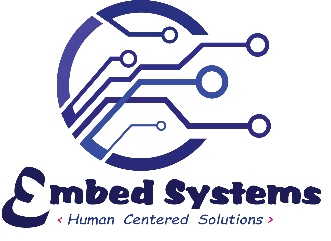 Embed Systems
< Human Centered Solutions >